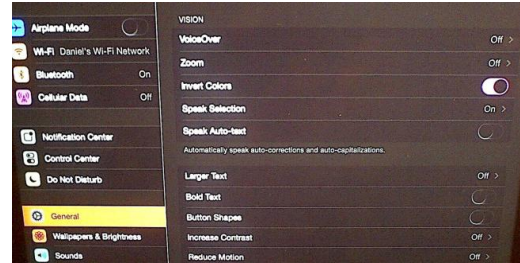 Airplane Mode
Wi-Fi Daniel's Wi-Fi Network
Bluetooth On
Cellular Data Off
Notification Center
Control Center
Do Not Disturb
General
Wallpapers & Brightness
Sounds
VISION
VoiceOver Off
Zoom Off
Invert Colors
Speak Selection On
Speak Auto-text
Automatically speak auto-corrections and auto-capitalizations.
Larger Text Off
Bold Text
Button Shapes
Increase Contrast Off
Reduce Motion Off